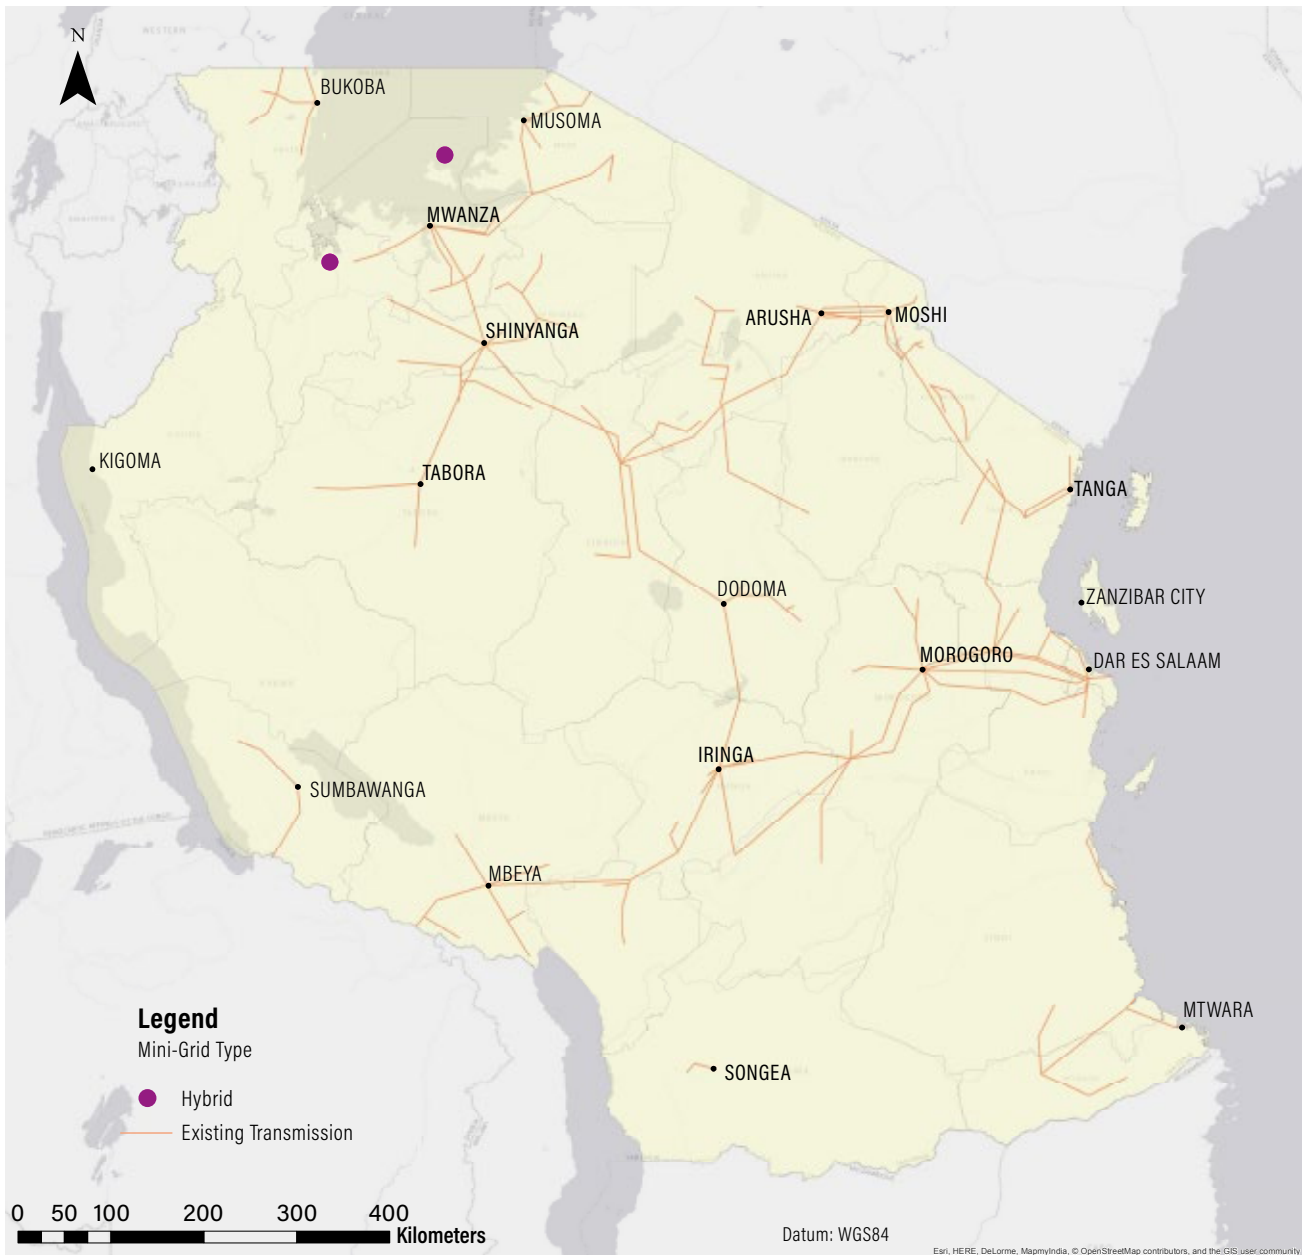 N
BUKOBA
MUSOMA
MWANZA
SHINYANGA
ARUSHA
MOSHI
KIGOMA
TABORA
TANGA
DODOMA
ZANZIBAR CITY
MOROGORO
DAR ES SALAAM
IRINGA
SUMBAWANGA
MBEYA
MTWARA
SONGEA
Legend
Mini-Grid Type
Hybrid
Existing Transmission
0 50 100 200 300 400
Kilometers
Datum: WGS84
Esri, HERE, DeLorme, MapmyIndia, © OpenStreetMap contributors, and the GIS user community